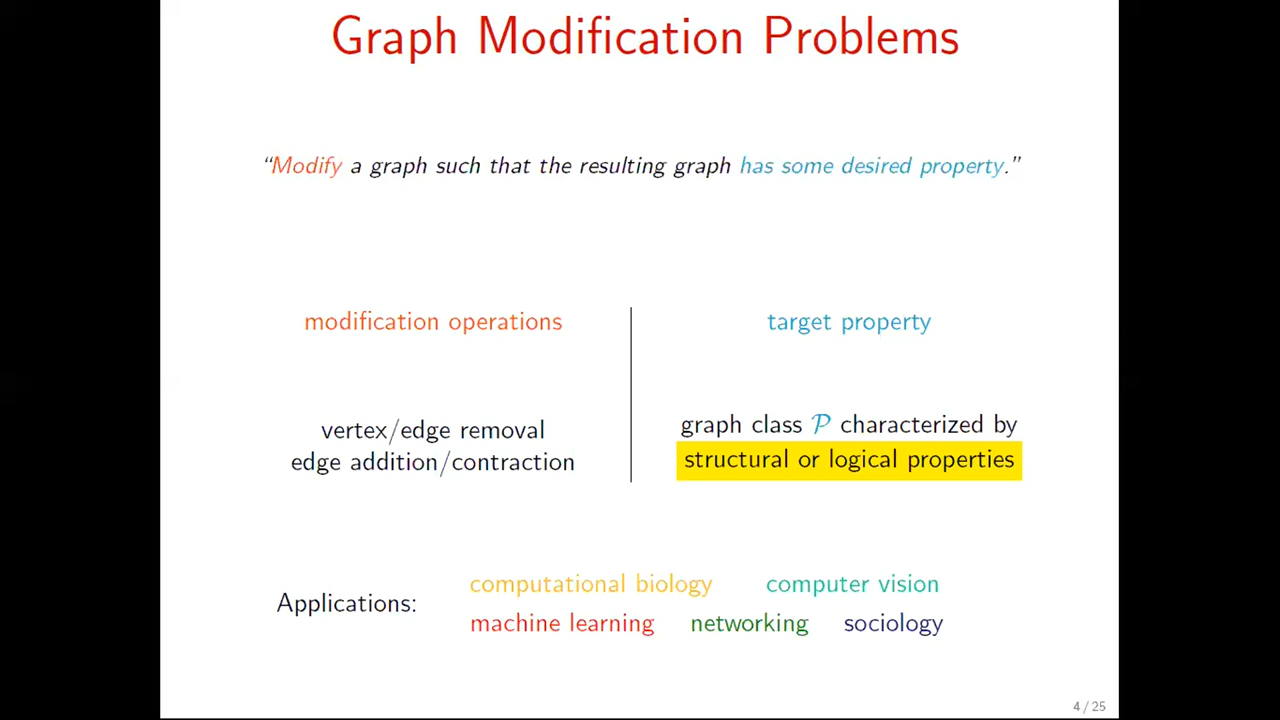 Graph Modification Problems
“Modify a graph such that the resulting graph has some desired property.”
modification operations
vertex/edge removal
edge addition/contraction
target property
graph class 𝒫 characterized by
structural or logical properties
Applications:
computational biology computer vision
machine learning networking sociology
4 / 25